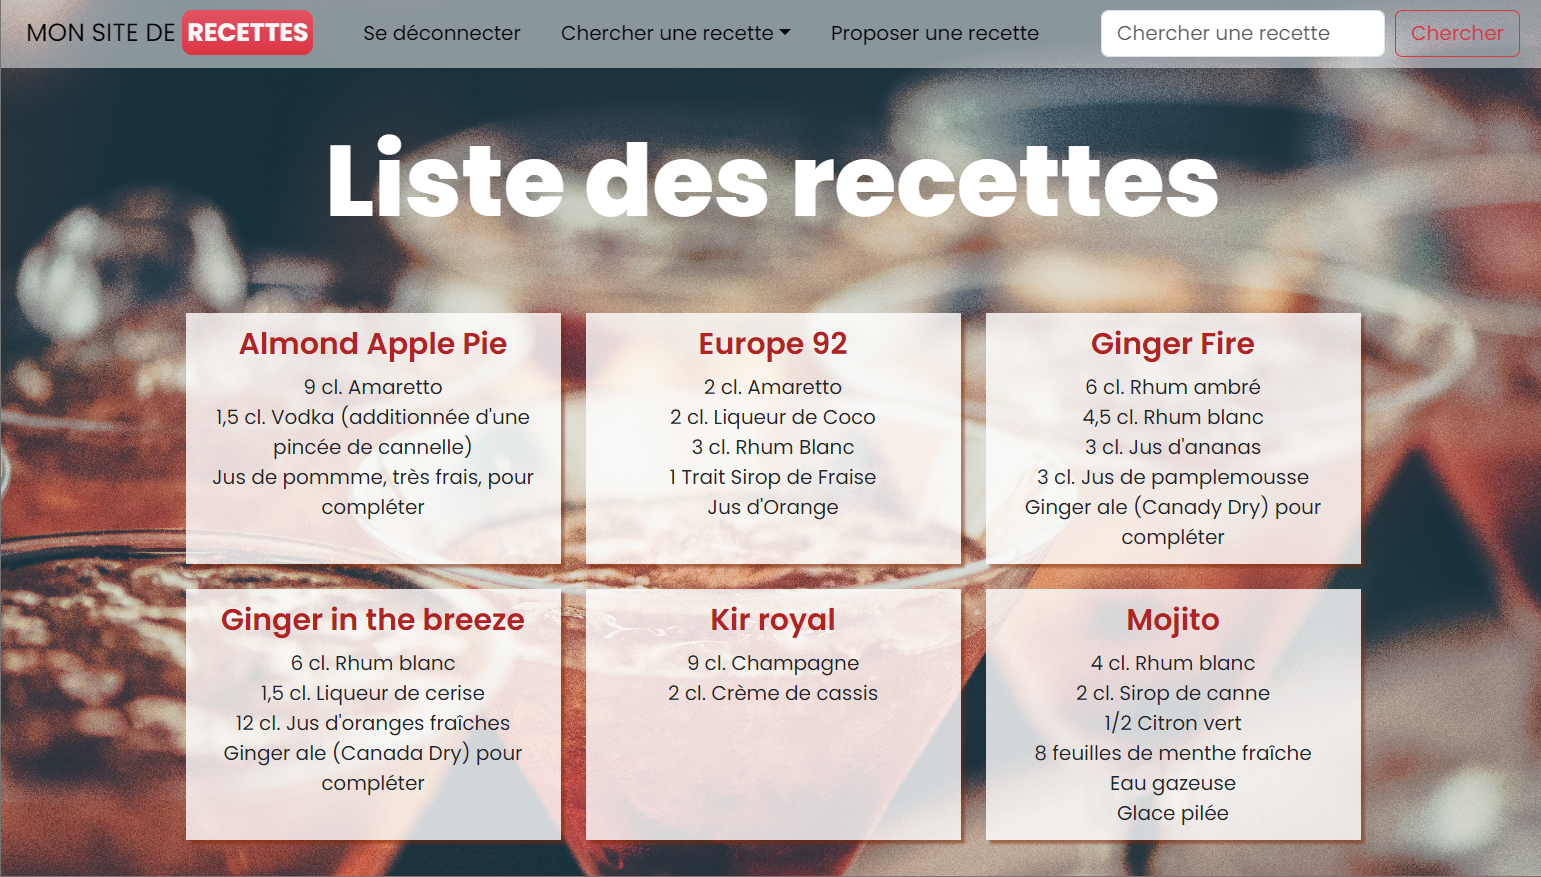 MON SITE DE RECETTES Se déconnecter Chercher une recette Proposer une recette Chercher une recette Chercher
Liste des recettes
Almond Apple Pie
9 cl. Amaretto
1,5 cl. Vodka (additionnée d'une
pincée de cannelle)
Jus de pommme, très frais, pour
compléter
Europe 92
2 cl. Amaretto
2 cl. Liqueur de Coco
3 cl. Rhum Blanc
1 Trait Sirop de Fraise
Jus d'Orange
Ginger Fire
6 cl. Rhum ambré
4,5 cl. Rhum blanc
3 cl. Jus d'ananas
3 cl. Jus de pamplemousse
Ginger ale (Canady Dry) pour
compléter
Ginger in the breeze
6 cl. Rhum blanc
1,5 cl. Liqueur de cerise
12 cl. Jus d'oranges fraîches
Ginger ale (Canada Dry) pour
compléter
Kir royal
9 cl. Champagne
2 cl. Crème de cassis
Mojito
4 cl. Rhum blanc
2 cl. Sirop de canne
1/2 Citron vert
8 feuilles de menthe fraîche
Eau gazeuse
Glace pilée